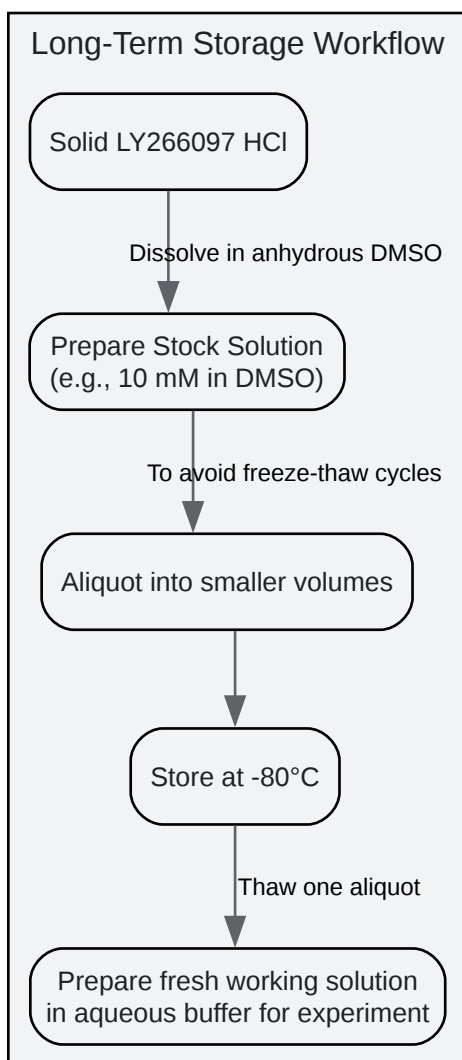 Long-Term Storage Workflow
Solid LY266097 HCl
Dissolve in anhydrous DMSO
Prepare Stock Solution
(e.g., 10 mM in DMSO)
To avoid freeze-thaw cycles
Aliquot into smaller volumes
Store at -80°C
Thaw one aliquot
Prepare fresh working solution
in aqueous buffer for experiment